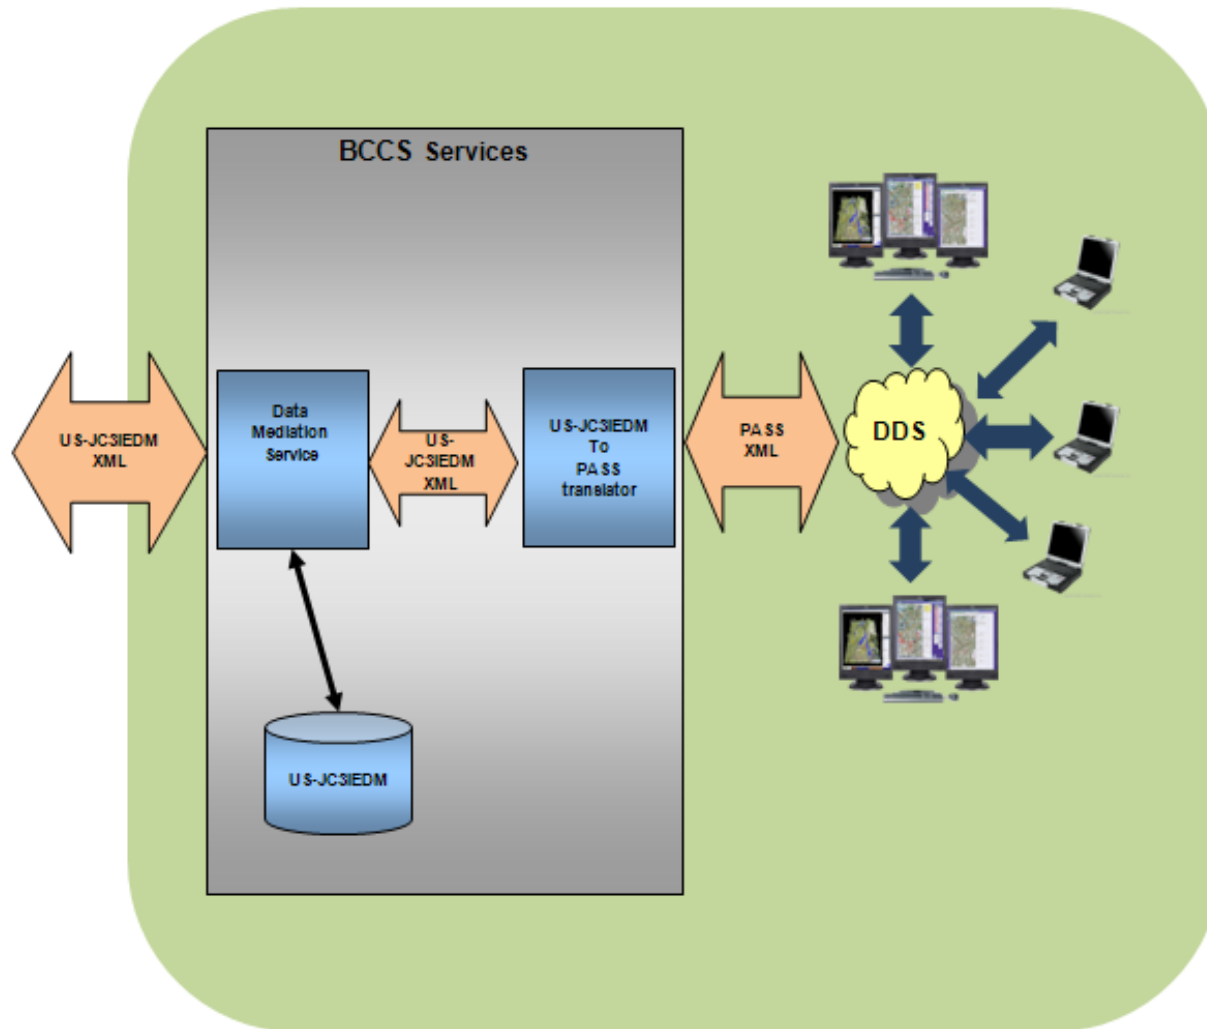 BCCS Services
US-JC3IEDM
XML
Data
Mediation
Service
US-
JC3IEDM
XML
US-JC3IEDM
To
PASS
translator
PASS
XML
DDS
US-JC3IEDM